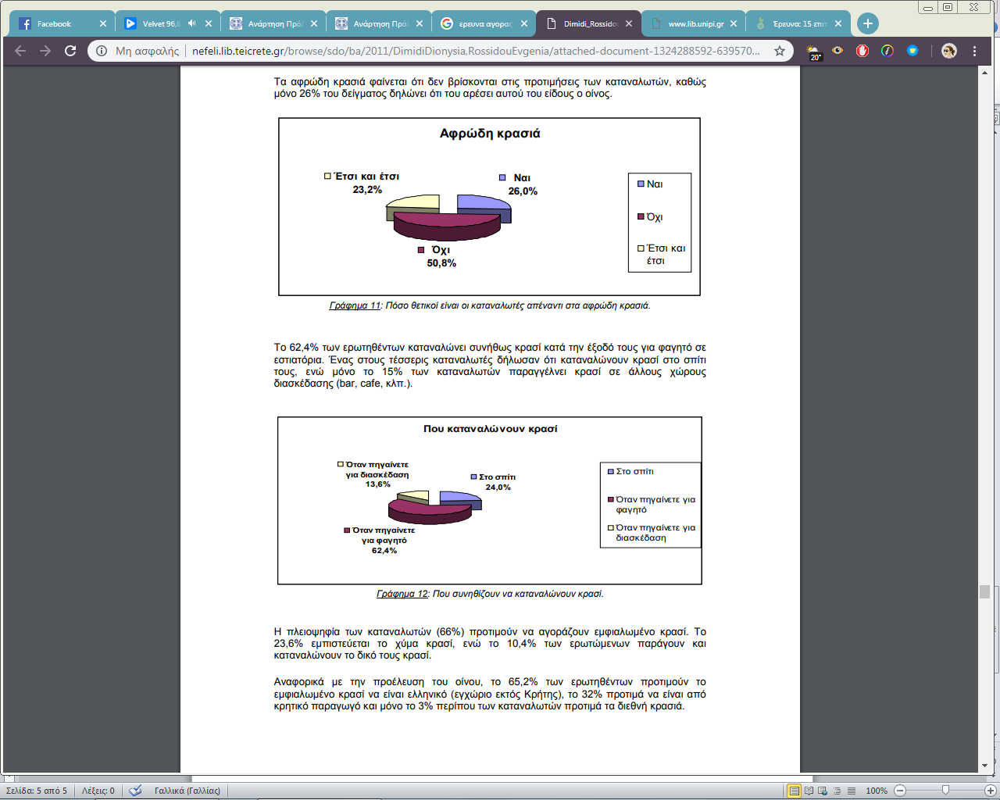 Facebook
Velvet 96,8
Ανάρτηση Πρά
Ανάρτηση Πρά
ερευνα αγορας
Dimidi_Rossido
www.lib.unipi.gr
Έρευνα: 15 επι
Μη ασφαλής
nefeli.lib.teicrete.gr/browse/sdo/ba/2011/DimidiDionysia,RossidouEvgenia/attached-document-1324288592-639570...
20°
Τα αφρώδη κρασιά φαίνεται ότι δεν βρίσκονται στις προτιμήσεις των καταναλωτών, καθώς
μόνο 26% του δείγματος δηλώνει ότι του αρέσει αυτού του είδους ο οίνος.
Αφρώδη κρασιά
Έτσι και έτσι
23,2%
Ναι
26,0%
Όχι
50,8%
Ναι
Όχι
Έτσι και
έτσι
Γράφημα 11: Πόσο θετικοί είναι οι καταναλωτές απέναντι στα αφρώδη κρασιά.
Το 62,4% των ερωτηθέντων καταναλώνει συνήθως κρασί κατά την έξοδό τους για φαγητό σε
εστιατόρια. Ένας στους τέσσερις καταναλωτές δήλωσαν ότι καταναλώνουν κρασί στο σπίτι
τους, ενώ μόνο το 15% των καταναλωτών παραγγέλνει κρασί σε άλλους χώρους
διασκέδασης (bar, cafe, κλπ.).
Που καταναλώνουν κρασί
Όταν πηγαίνετε
για διασκέδαση
13,6%
Στο σπίτι
24,0%
Όταν πηγαίνετε
για φαγητό
62,4%
Στο σπίτι
Όταν πηγαίνετε για
φαγητό
Όταν πηγαίνετε για
διασκέδαση
Γράφημα 12: Που συνηθίζουν να καταναλώνουν κρασί.
Η πλειοψηφία των καταναλωτών (66%) προτιμούν να αγοράζουν εμφιαλωμένο κρασί. Το
23,6% εμπιστεύεται το χύμα κρασί, ενώ το 10,4% των ερωτώμενων παράγουν και
καταναλώνουν το δικό τους κρασί.
Αναφορικά με την προέλευση του οίνου, το 65,2% των ερωτηθέντων προτιμούν το
εμφιαλωμένο κρασί να είναι ελληνικό (εγχώριο εκτός Κρήτης), το 32% προτιμά να είναι από
κρητικό παραγωγό και μόνο το 3% περίπου των καταναλωτών προτιμά τα διεθνή κρασιά.
Σελίδα: 5 από 5
Λέξεις: 0
Γαλλικά (Γαλλίας)
100%